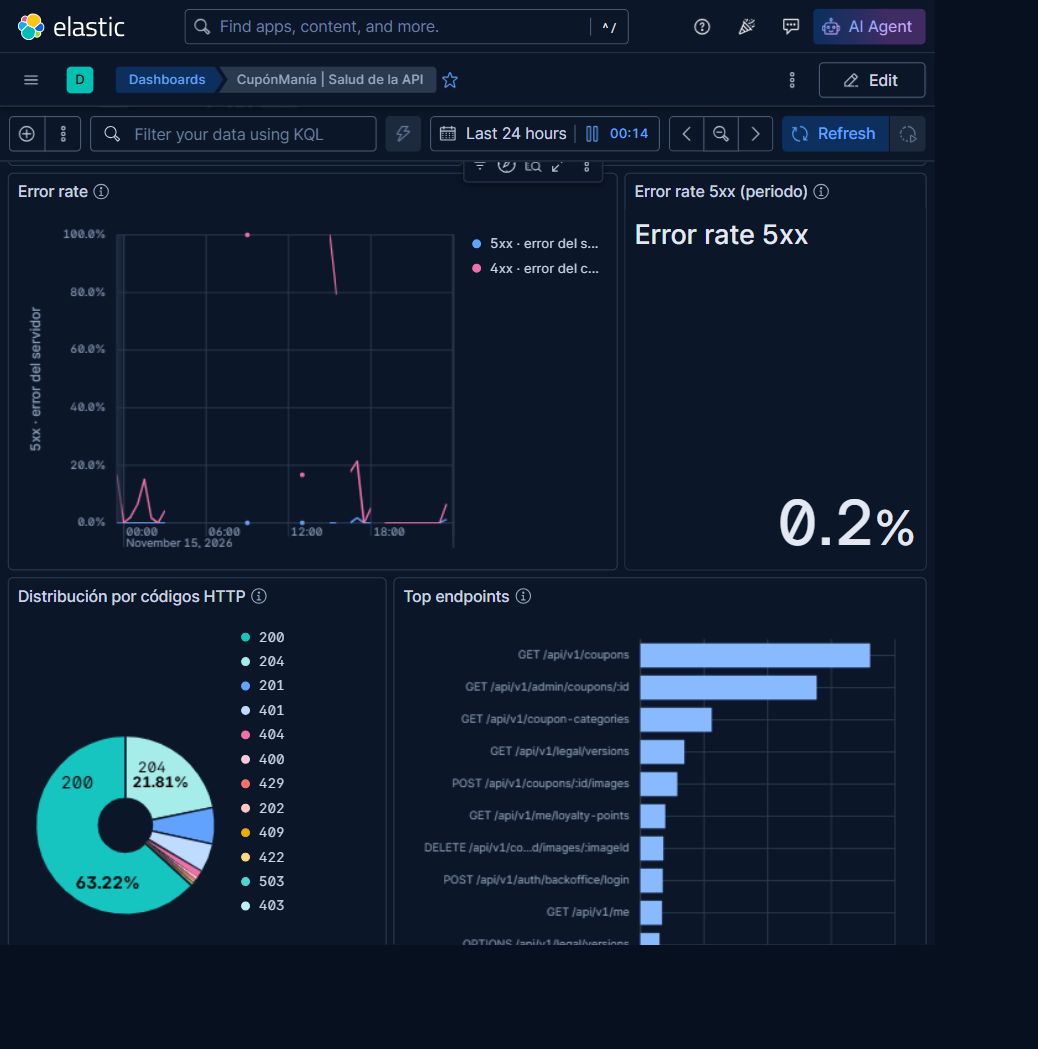 elastic
Find apps, content, and more.
^/
AI Agent
D
Dashboards
CupónManía | Salud de la API
Edit
Filter your data using KQL
Last 24 hours
00:14
Refresh
Error rate
100.0%
80.0%
60.0%
40.0%
20.0%
0.0%
5xx · error del servidor
00:00
06:00
12:00
18:00
November 15, 2026
5xx · error del s...
4xx · error del c...
Error rate 5xx (periodo)
Error rate 5xx
0.2%
Distribución por códigos HTTP
200
63.22%
204
21.81%
200
204
201
401
404
400
429
202
409
422
503
403
Top endpoints
GET /api/v1/coupons
GET /api/v1/admin/coupons/:id
GET /api/v1/coupon-categories
GET /api/v1/legal/versions
POST /api/v1/coupons/:id/images
GET /api/v1/me/loyalty-points
DELETE /api/v1/co...d/images/:imageId
POST /api/v1/auth/backoffice/login
GET /api/v1/me
OPTIONS /api/v1/legal/versions